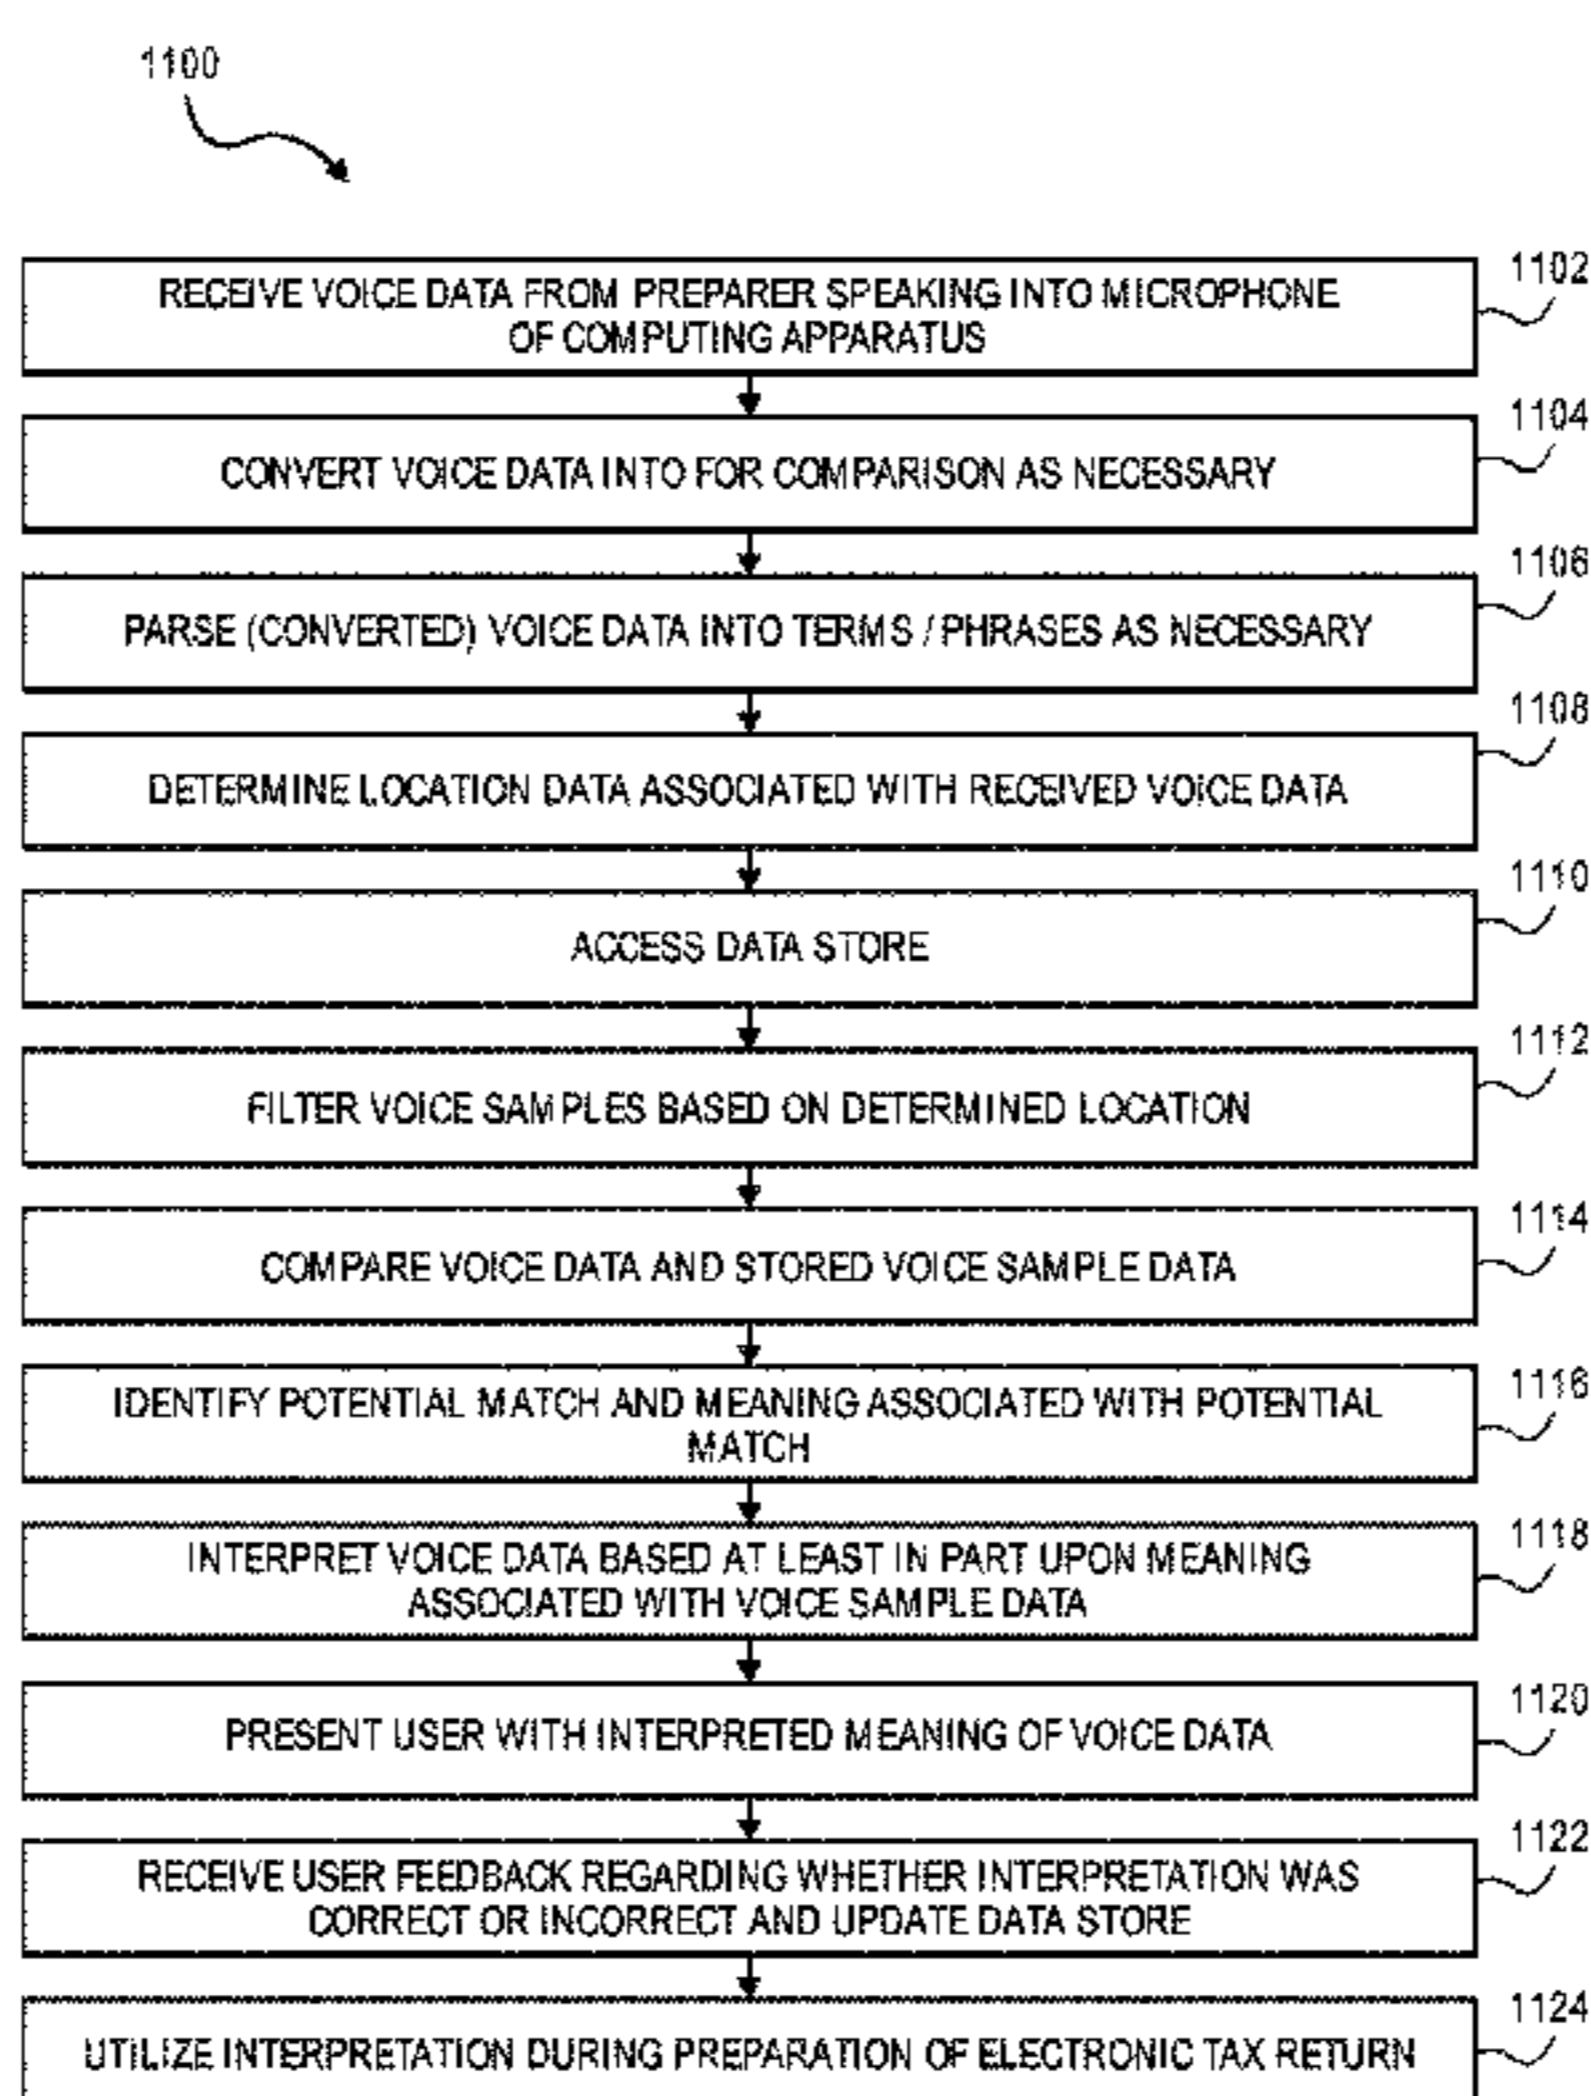 1100
1102
RECEIVE VOICE DATA FROM PREPARER SPEAKING INTO MICROPHONE
OF COMPUTING APPARATUS
1104
CONVERT VOICE DATA INTO FOR COMPARISON AS NECESSARY
1106
PARSE (CONVERTED) VOICE DATA INTO TERMS / PHRASES AS NECESSARY
1108
DETERMINE LOCATION DATA ASSOCIATED WITH RECEIVED VOICE DATA
1110
ACCESS DATA STORE
1112
FILTER VOICE SAMPLES BASED ON DETERMINED LOCATION
1114
COMPARE VOICE DATA AND STORED VOICE SAMPLE DATA
1116
IDENTIFY POTENTIAL MATCH AND MEANING ASSOCIATED WITH POTENTIAL
MATCH
1118
INTERPRET VOICE DATA BASED AT LEAST IN PART UPON MEANING
ASSOCIATED WITH VOICE SAMPLE DATA
1120
PRESENT USER WITH INTERPRETED MEANING OF VOICE DATA
1122
RECEIVE USER FEEDBACK REGARDING WHETHER INTERPRETATION WAS
CORRECT OR INCORRECT AND UPDATE DATA STORE
1124
UTILIZE INTERPRETATION DURING PREPARATION OF ELECTRONIC TAX RETURN